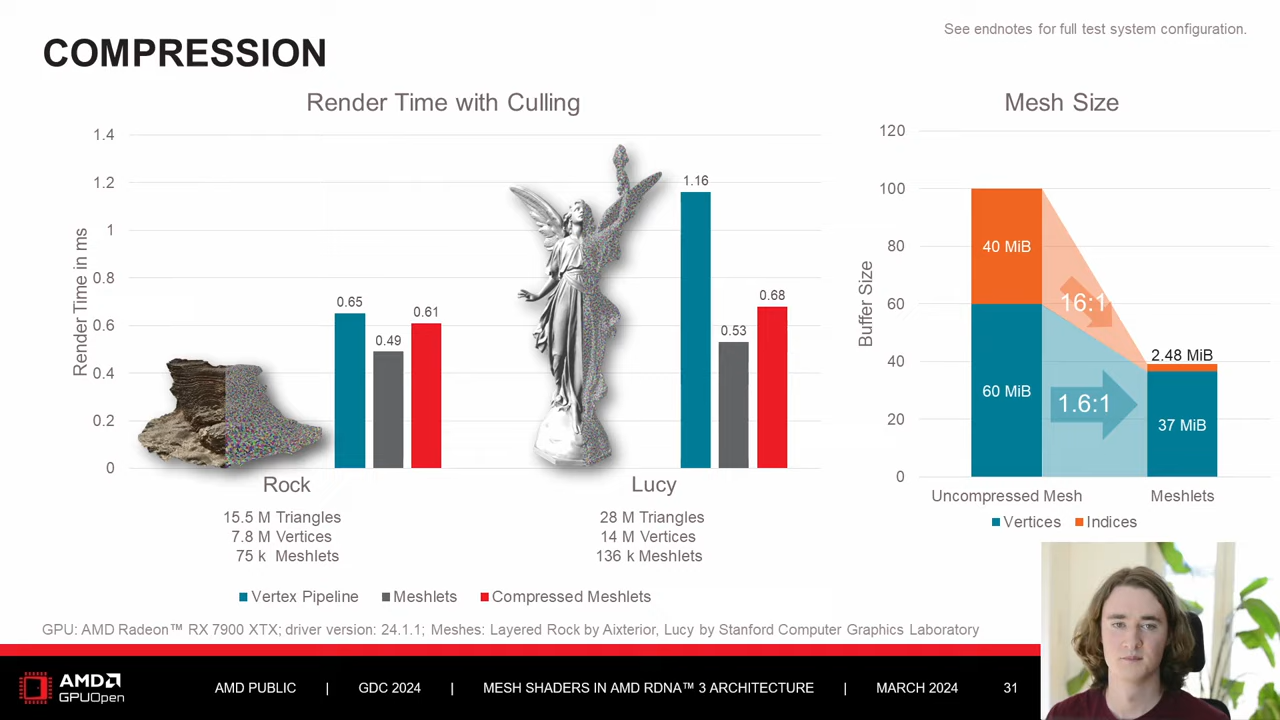 See endnotes for full test system configuration.
COMPRESSION
Render Time with Culling
Render Time in ms
1.4
1.2
1
0.8
0.6
0.4
0.2
0
0.65
0.49
0.61
1.16
0.53
0.68
Rock
15.5 M Triangles
7.8 M Vertices
75 k Meshlets
Lucy
28 M Triangles
14 M Vertices
136 k Meshlets
Vertex Pipeline
Meshlets
Compressed Meshlets
Mesh Size
Buffer Size
120
100
80
60
40
20
0
40 MiB
60 MiB
16:1
1.6:1
2.48 MiB
37 MiB
Uncompressed Mesh
Meshlets
Vertices
Indices
GPU: AMD Radeon™ RX 7900 XTX; driver version: 24.1.1; Meshes: Layered Rock by Aixterior, Lucy by Stanford Computer Graphics Laboratory
AMD
GPUOpen
AMD PUBLIC | GDC 2024 | MESH SHADERS IN AMD RDNA™ 3 ARCHITECTURE | MARCH 2024 31